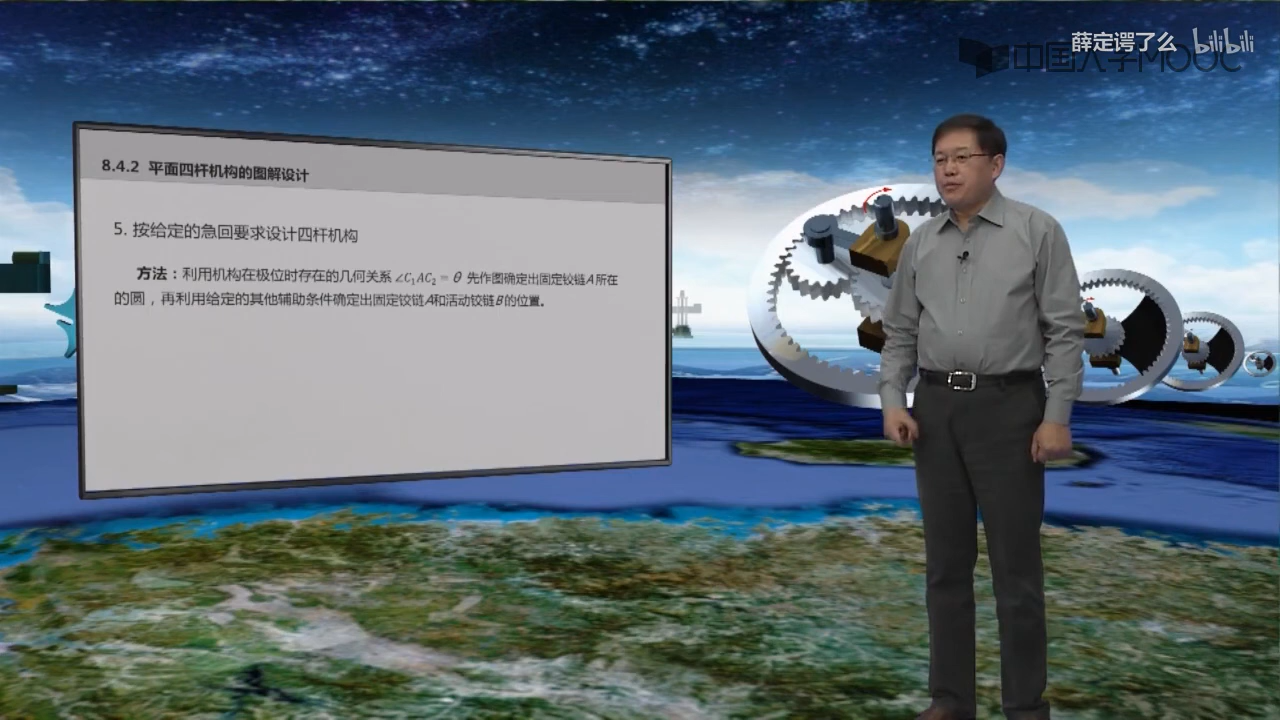 薛定谔了么 bilibili
中国大学MOOC
8.4.2 平面四杆机构的图解设计
5. 按给定的急回要求设计四杆机构
方法：利用机构在极位时存在的几何关系 ∠C₁AC₂ = θ 先作图确定出固定铰链A所在
的圆，再利用给定的其他辅助条件确定出固定铰链A和活动铰链B的位置。